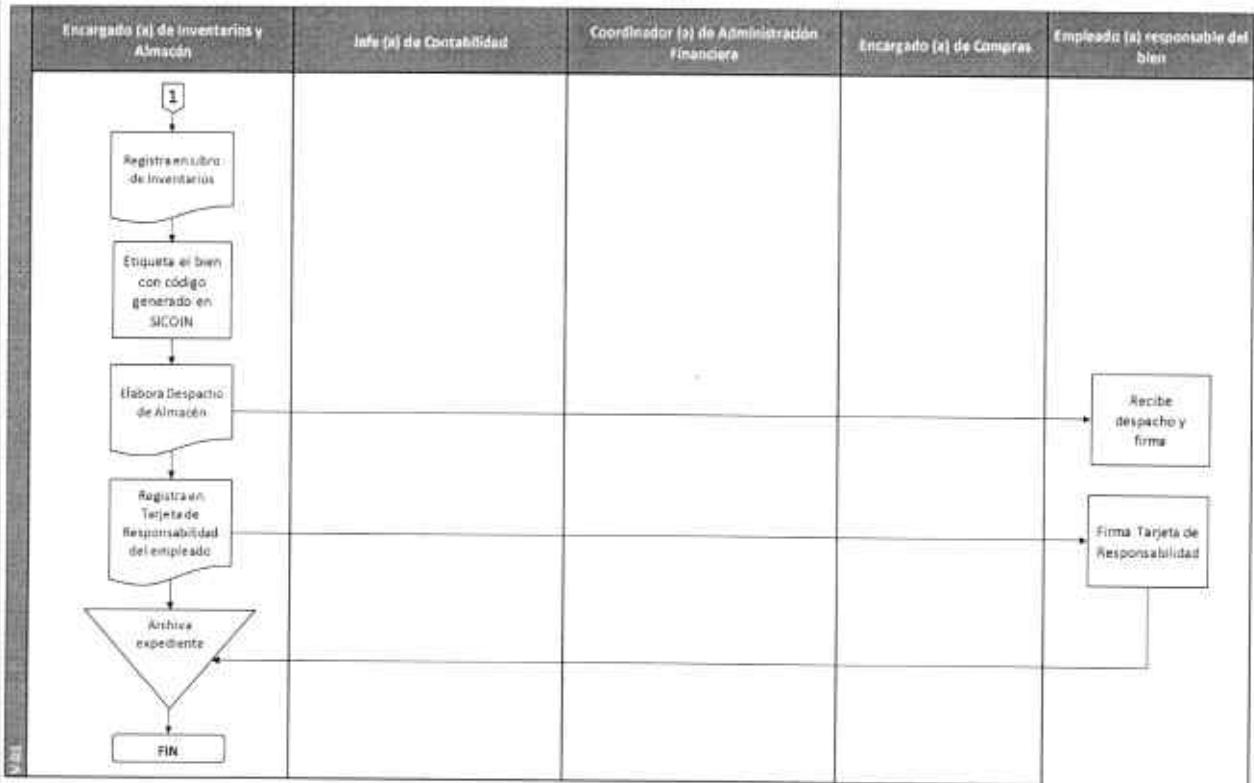 Encargado (a) de Inventarios y
Almacén
Jefe (a) de Contabilidad
Coordinador (a) de Administración
Financiera
Encargado (a) de Compras
Empleado (a) responsable del
bien
1
Registra en Libro
de Inventarios
Etiqueta el bien
con código
generado en
SICOIN
Elabora Despacho
de Almacén
Recibe
despacho y
firma
Registra en
Tarjeta de
Responsabilidad
del empleado
Firma Tarjeta de
Responsabilidad
Archiva
expediente
FIN